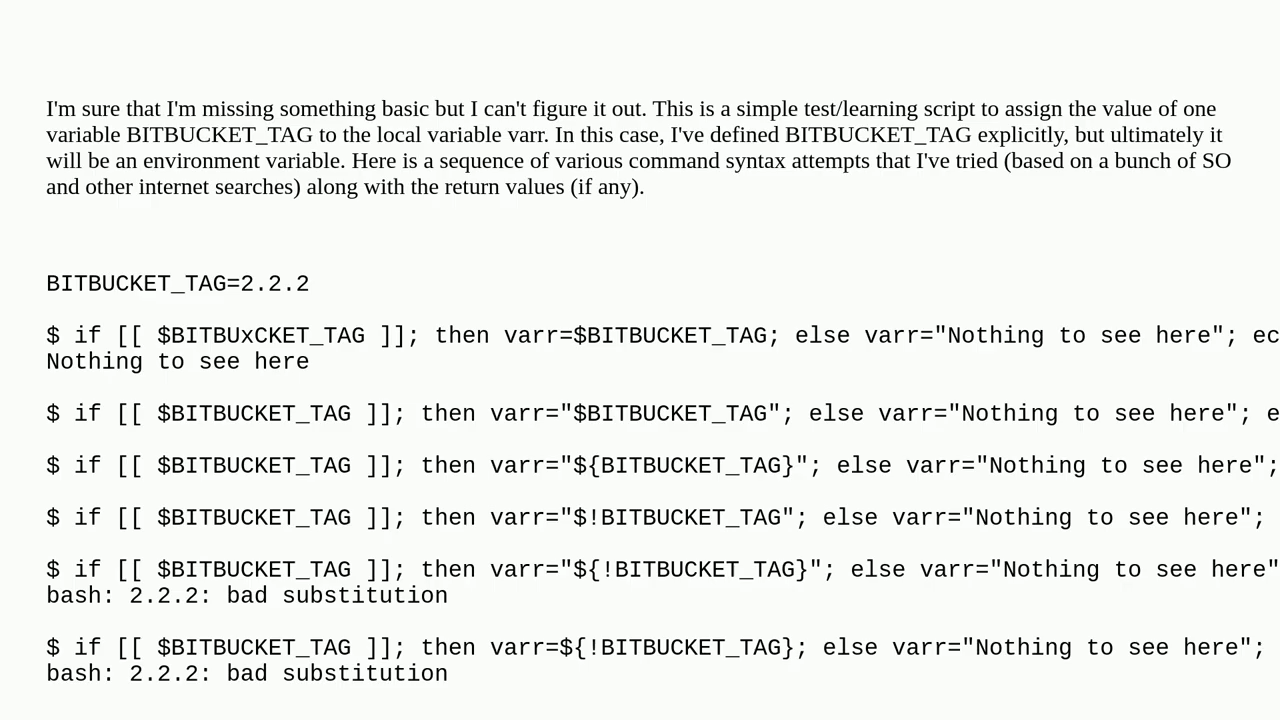 I'm sure that I'm missing something basic but I can't figure it out. This is a simple test/learning script to assign the value of one
variable BITBUCKET_TAG to the local variable varr. In this case, I've defined BITBUCKET_TAG explicitly, but ultimately it
will be an environment variable. Here is a sequence of various command syntax attempts that I've tried (based on a bunch of SO
and other internet searches) along with the return values (if any).
BITBUCKET_TAG=2.2.2
$ if [[ $BITBUxCKET_TAG ]]; then varr=$BITBUCKET_TAG; else varr="Nothing to see here"; ec
Nothing to see here
$ if [[ $BITBUCKET_TAG ]]; then varr="$BITBUCKET_TAG"; else varr="Nothing to see here"; e
$ if [[ $BITBUCKET_TAG ]]; then varr="${BITBUCKET_TAG}"; else varr="Nothing to see here";
$ if [[ $BITBUCKET_TAG ]]; then varr="$!BITBUCKET_TAG"; else varr="Nothing to see here";
$ if [[ $BITBUCKET_TAG ]]; then varr="${!BITBUCKET_TAG}"; else varr="Nothing to see here"
bash: 2.2.2: bad substitution
$ if [[ $BITBUCKET_TAG ]]; then varr=${!BITBUCKET_TAG}; else varr="Nothing to see here";
bash: 2.2.2: bad substitution